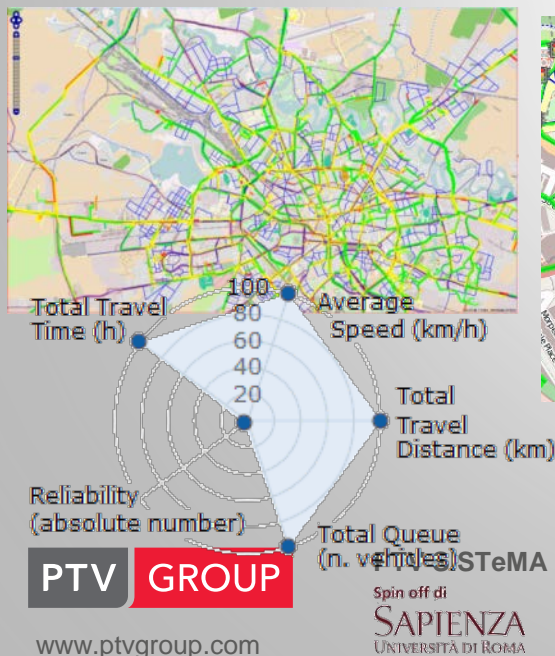 100
80
60
40
20
Total Travel
Time (h)
Average
Speed (km/h)
Total
Travel
Distance (km)
Reliability
(absolute number)
Total Queue
(n. vehicles)
PTV GROUP
PTV SISTeMA
Spin off di
SAPIENZA
UNIVERSITÀ DI ROMA
www.ptvgroup.com